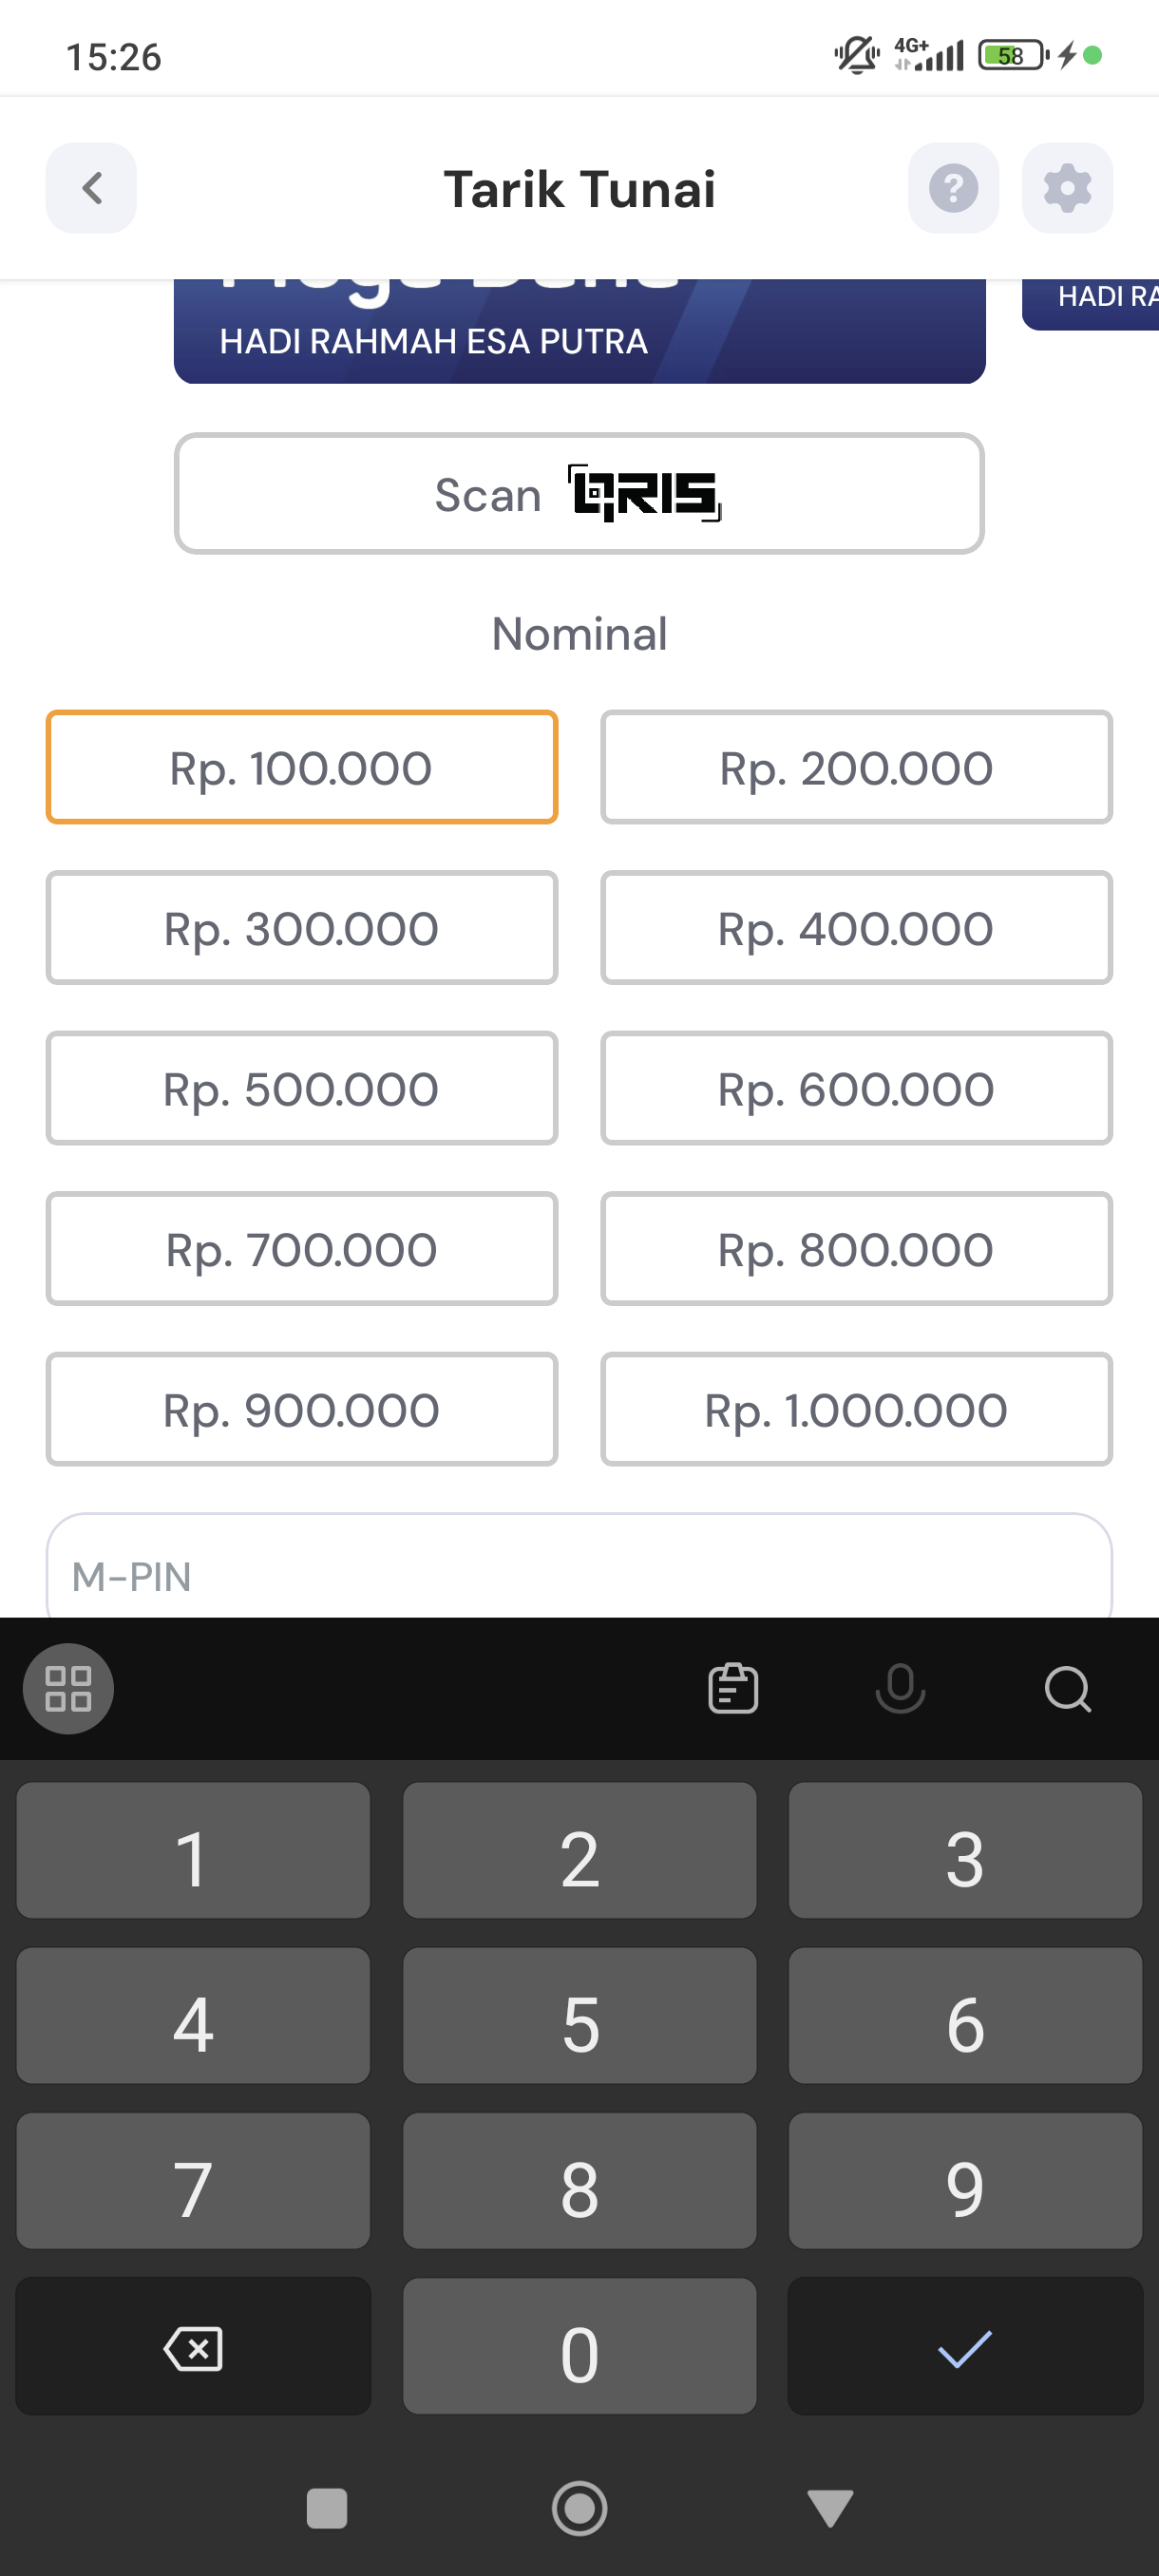 15:26
4G+
58
Tarik Tunai
HADI RAHMAH ESA PUTRA
HADI RA
Scan QRIS
Nominal
Rp. 100.000
Rp. 200.000
Rp. 300.000
Rp. 400.000
Rp. 500.000
Rp. 600.000
Rp. 700.000
Rp. 800.000
Rp. 900.000
Rp. 1.000.000
M-PIN
1 2 3
4 5 6
7 8 9
0